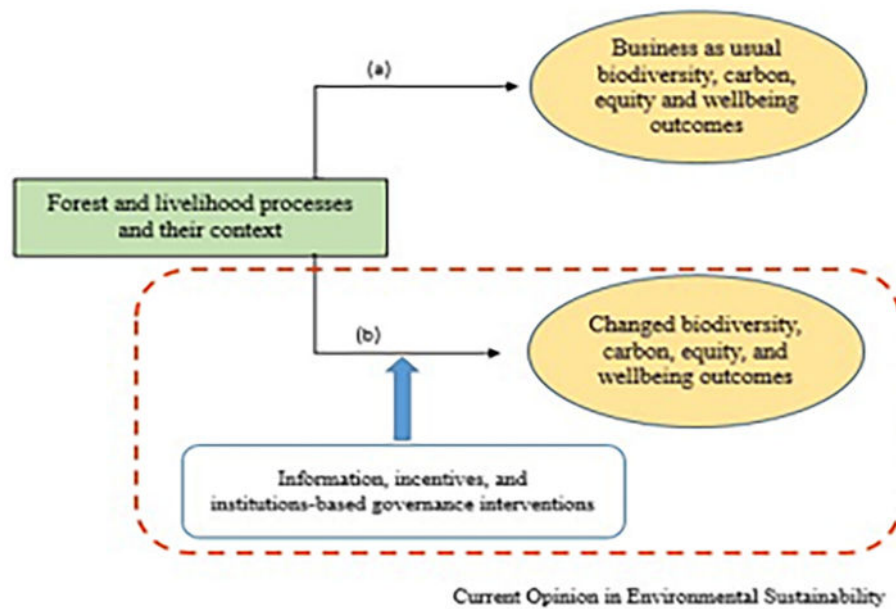 (a)
Business as usual
biodiversity, carbon,
equity and wellbeing
outcomes
Forest and livelihood processes
and their context
(b)
Changed biodiversity,
carbon, equity, and
wellbeing outcomes
Information, incentives, and
institutions-based governance interventions
Current Opinion in Environmental Sustainability